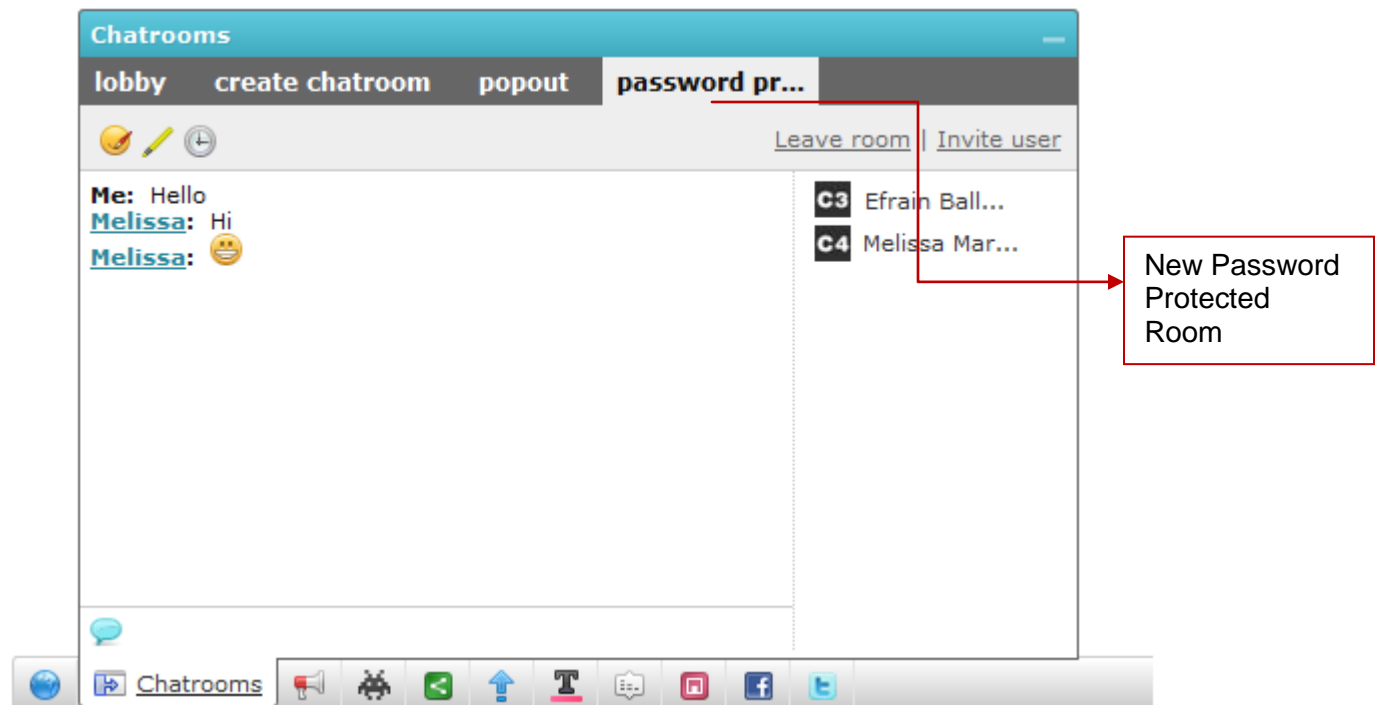 Chatrooms
lobby create chatroom popout password pr...
Leave room | Invite user
Me: Hello
Melissa: Hi
Melissa:
C3 Efrain Ball...
C4 Melissa Mar...
New Password
Protected
Room
Chatrooms